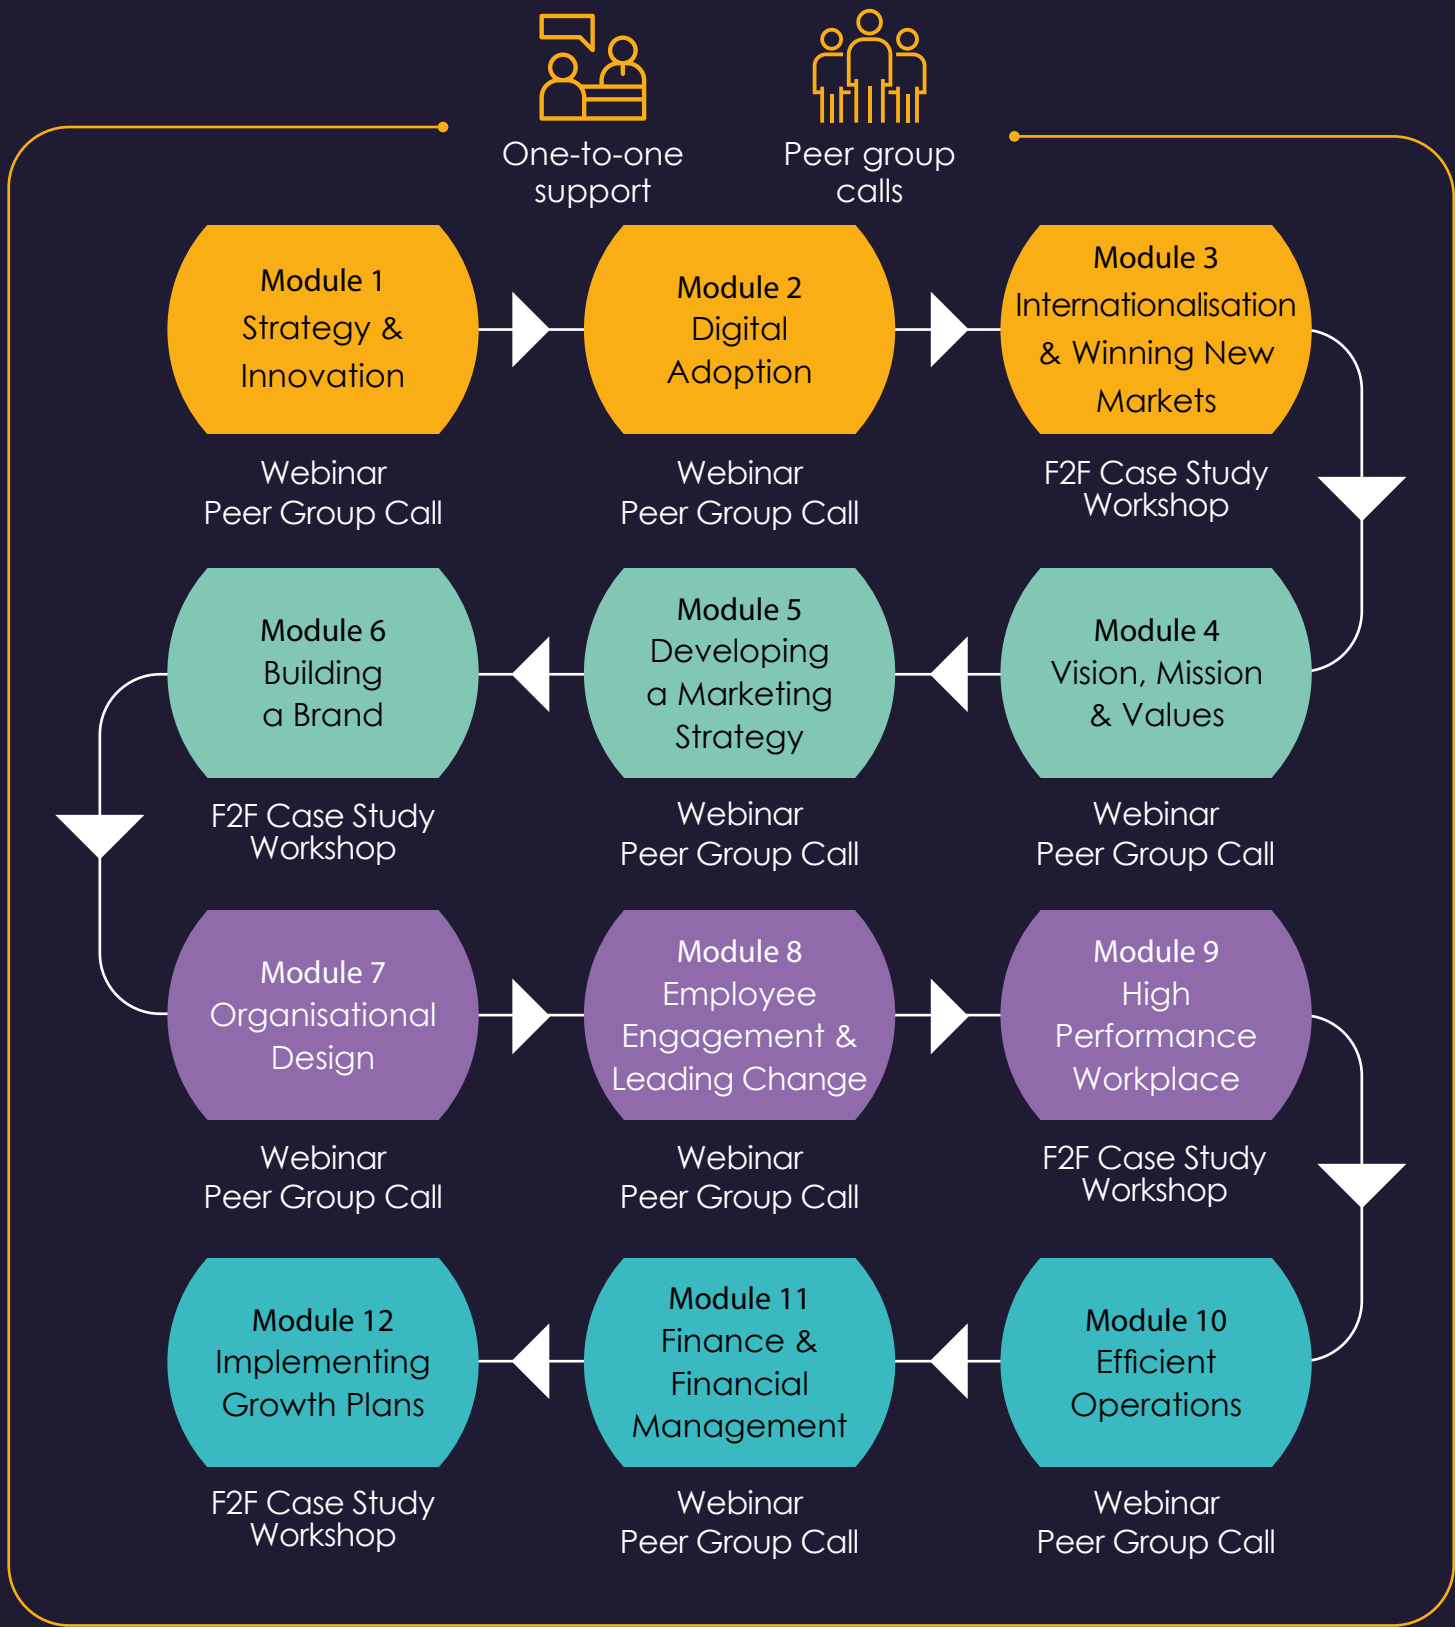 One-to-one
support
Peer group
calls
Module 1
Strategy &
Innovation
Webinar
Peer Group Call
Module 2
Digital
Adoption
Webinar
Peer Group Call
Module 3
Internationalisation
& Winning New
Markets
F2F Case Study
Workshop
Module 4
Vision, Mission
& Values
Webinar
Peer Group Call
Module 5
Developing
a Marketing
Strategy
Webinar
Peer Group Call
Module 6
Building
a Brand
F2F Case Study
Workshop
Module 7
Organisational
Design
Webinar
Peer Group Call
Module 8
Employee
Engagement &
Leading Change
Webinar
Peer Group Call
Module 9
High
Performance
Workplace
F2F Case Study
Workshop
Module 10
Efficient
Operations
Webinar
Peer Group Call
Module 11
Finance &
Financial
Management
Webinar
Peer Group Call
Module 12
Implementing
Growth Plans
F2F Case Study
Workshop